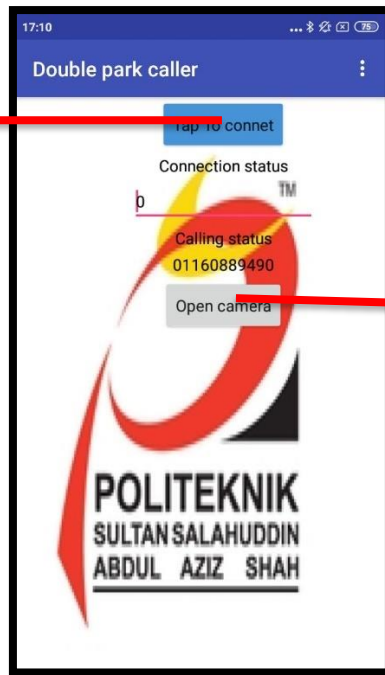 17:10
... 75
Double park caller
Tap To connet
Connection status
TM
0
Calling status
01160889490
Open camera
POLITEKNIK
SULTAN SALAHUDDIN
ABDUL AZIZ SHAH